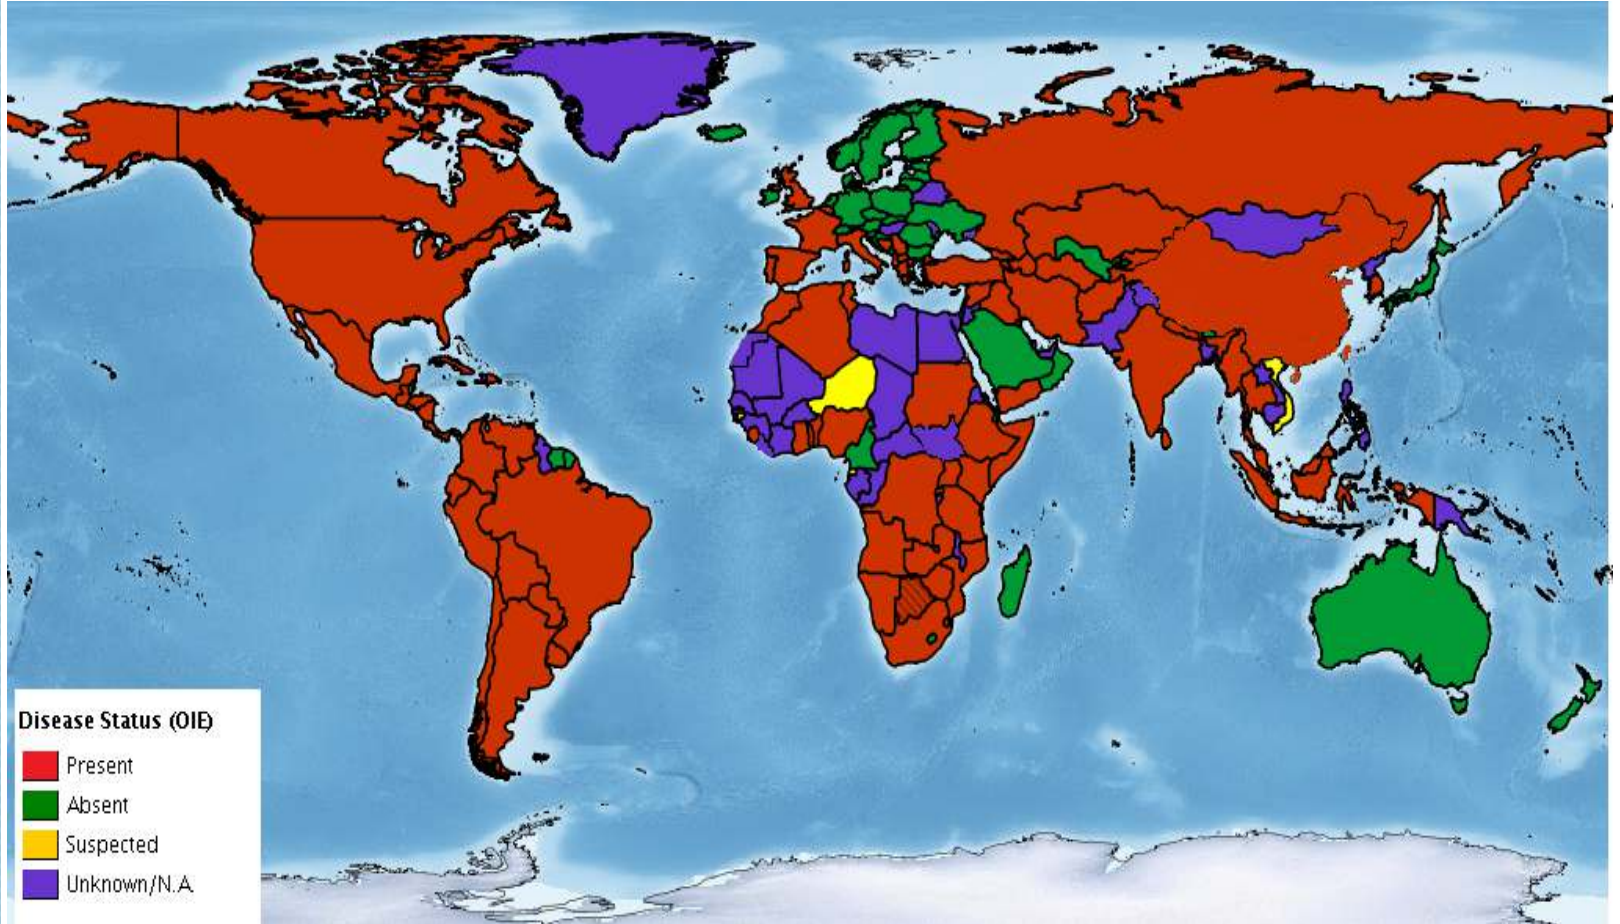 Disease Status (OIE)
Present
Absent
Suspected
Unknown/N.A.